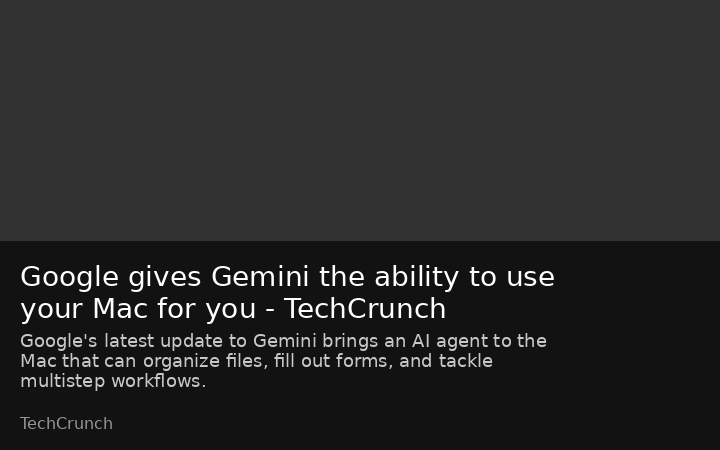 Google gives Gemini the ability to use
your Mac for you - TechCrunch
Google's latest update to Gemini brings an AI agent to the
Mac that can organize files, fill out forms, and tackle
multistep workflows.
TechCrunch